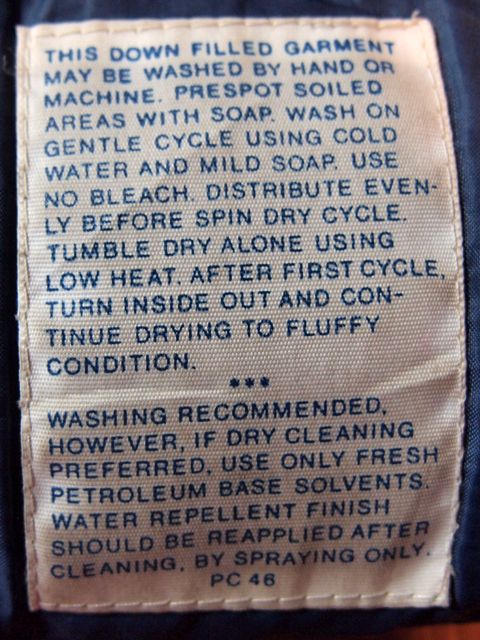 THIS DOWN FILLED GARMENT
MAY BE WASHED BY HAND OR
MACHINE. PRESPOT SOILED
AREAS WITH SOAP. WASH ON
GENTLE CYCLE USING COLD
WATER AND MILD SOAP. USE
NO BLEACH. DISTRIBUTE EVEN-
LY BEFORE SPIN DRY CYCLE.
TUMBLE DRY ALONE USING
LOW HEAT. AFTER FIRST CYCLE,
TURN INSIDE OUT AND CON-
TINUE DRYING TO FLUFFY
CONDITION.
***
WASHING RECOMMENDED,
HOWEVER, IF DRY CLEANING
PREFERRED, USE ONLY FRESH
PETROLEUM BASE SOLVENTS.
WATER REPELLENT FINISH
SHOULD BE REAPPLIED AFTER
CLEANING, BY SPRAYING ONLY.
PC 46